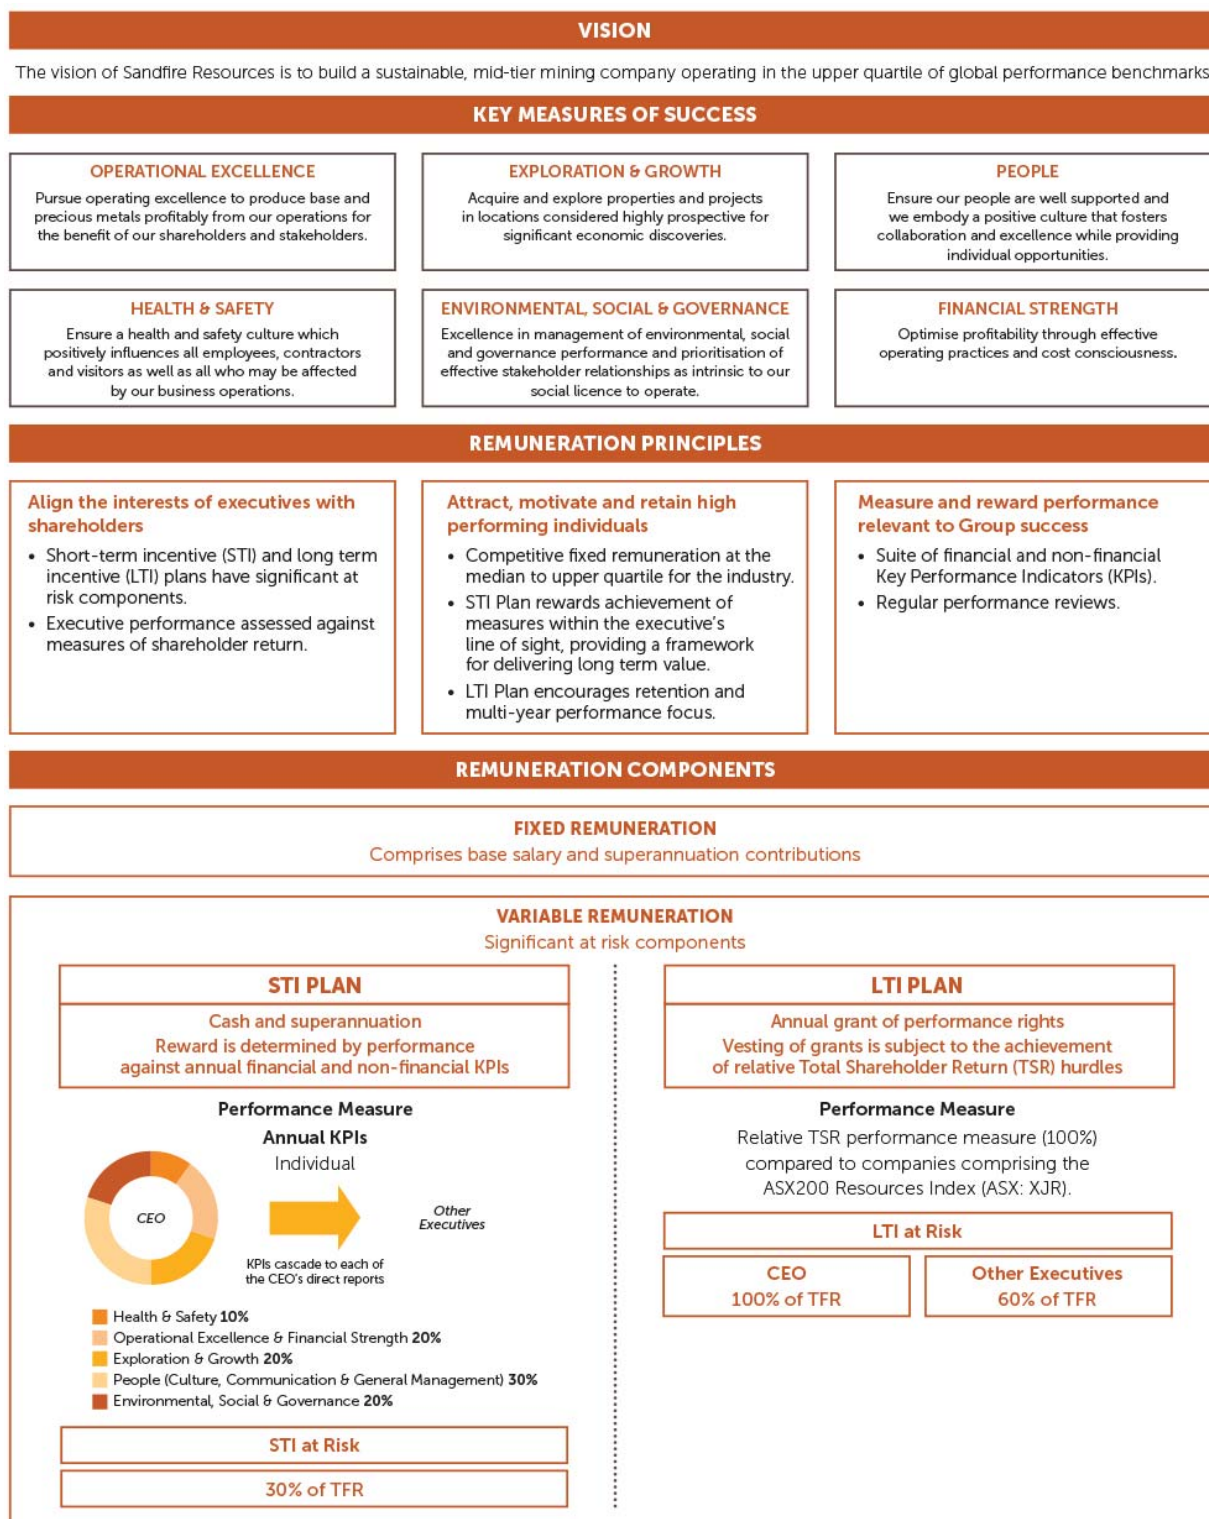 VISION
The vision of Sandfire Resources is to build a sustainable, mid-tier mining company operating in the upper quartile of global performance benchmarks
KEY MEASURES OF SUCCESS
OPERATIONAL EXCELLENCE
Pursue operating excellence to produce base and
precious metals profitably from our operations for
the benefit of our shareholders and stakeholders.
EXPLORATION & GROWTH
Acquire and explore properties and projects
in locations considered highly prospective for
significant economic discoveries.
PEOPLE
Ensure our people are well supported and
we embody a positive culture that fosters
collaboration and excellence while providing
individual opportunities.
HEALTH & SAFETY
Ensure a health and safety culture which
positively influences all employees, contractors
and visitors as well as all who may be affected
by our business operations.
ENVIRONMENTAL, SOCIAL & GOVERNANCE
Excellence in management of environmental, social
and governance performance and prioritisation of
effective stakeholder relationships as intrinsic to our
social licence to operate.
FINANCIAL STRENGTH
Optimise profitability through effective
operating practices and cost consciousness.
REMUNERATION PRINCIPLES
Align the interests of executives with
shareholders
• Short-term incentive (STI) and long term
incentive (LTI) plans have significant at
risk components.
• Executive performance assessed against
measures of shareholder return.
Attract, motivate and retain high
performing individuals
• Competitive fixed remuneration at the
median to upper quartile for the industry.
• STI Plan rewards achievement of
measures within the executive's
line of sight, providing a framework
for delivering long term value.
• LTI Plan encourages retention and
multi-year performance focus.
Measure and reward performance
relevant to Group success
• Suite of financial and non-financial
Key Performance Indicators (KPIs).
• Regular performance reviews.
REMUNERATION COMPONENTS
FIXED REMUNERATION
Comprises base salary and superannuation contributions
VARIABLE REMUNERATION
Significant at risk components
STI PLAN
Cash and superannuation
Reward is determined by performance
against annual financial and non-financial KPIs
Performance Measure
Annual KPIs
Individual
CEO
KPIs cascade to each of
the CEO's direct reports
Other
Executives
Health & Safety 10%
Operational Excellence & Financial Strength 20%
Exploration & Growth 20%
People (Culture, Communication & General Management) 30%
Environmental, Social & Governance 20%
STI at Risk
30% of TFR
LTI PLAN
Annual grant of performance rights
Vesting of grants is subject to the achievement
of relative Total Shareholder Return (TSR) hurdles
Performance Measure
Relative TSR performance measure (100%)
compared to companies comprising the
ASX200 Resources Index (ASX: XJR).
LTI at Risk
CEO
100% of TFR
Other Executives
60% of TFR